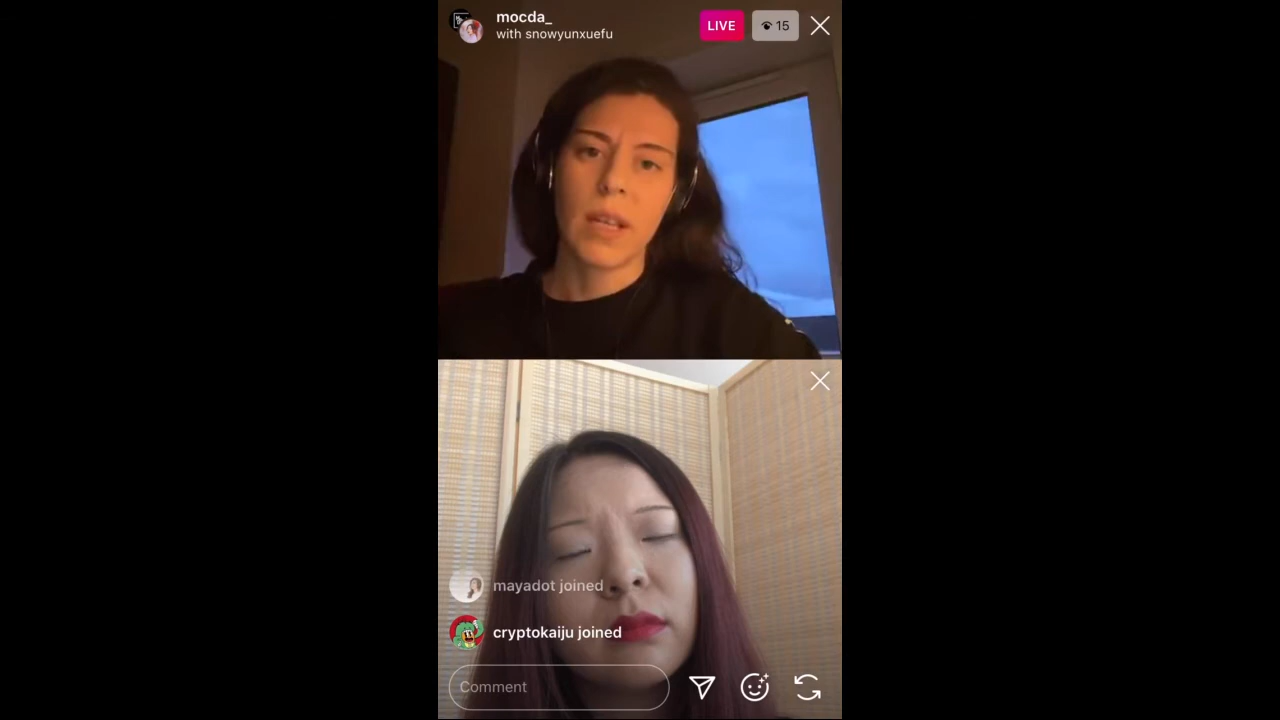 mocda_
with snowyunxuefu
LIVE
15
mayadot joined
cryptokaiju joined
Comment